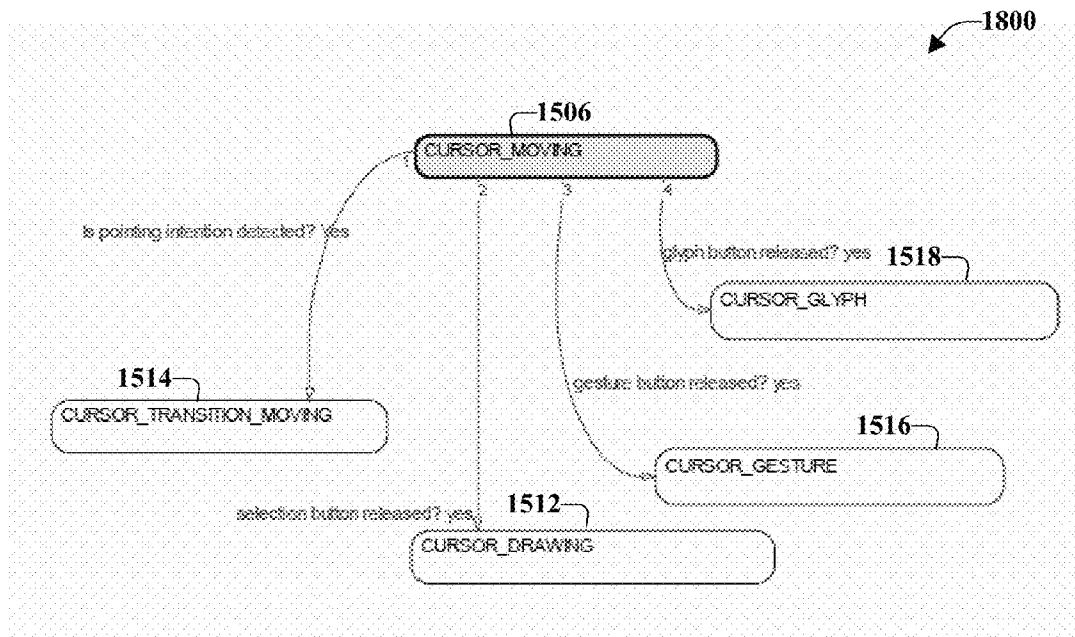 1800
1506
CURSOR_MOVING
1
2
3
4
Is pointing intention detected? yes
glyph button released? yes
1518
CURSOR_GLYPH
1514
gesture button released? yes
CURSOR_TRANSITION_MOVING
1516
CURSOR_GESTURE
selection button released? yes
1512
CURSOR_DRAWING